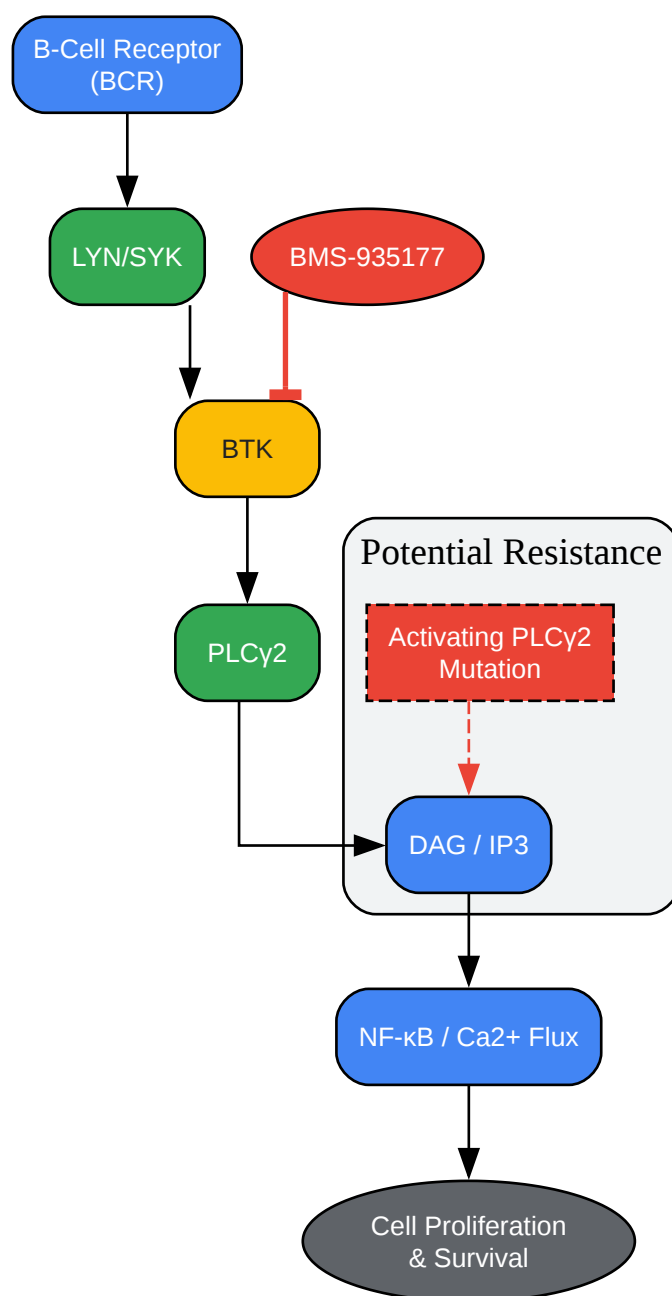 B-Cell Receptor
(BCR)
LYN/SYK
BMS-935177
BTK
Potential Resistance
Activating PLCγ2
Mutation
PLCγ2
DAG / IP3
NF-κB / Ca2+ Flux
Cell Proliferation
& Survival